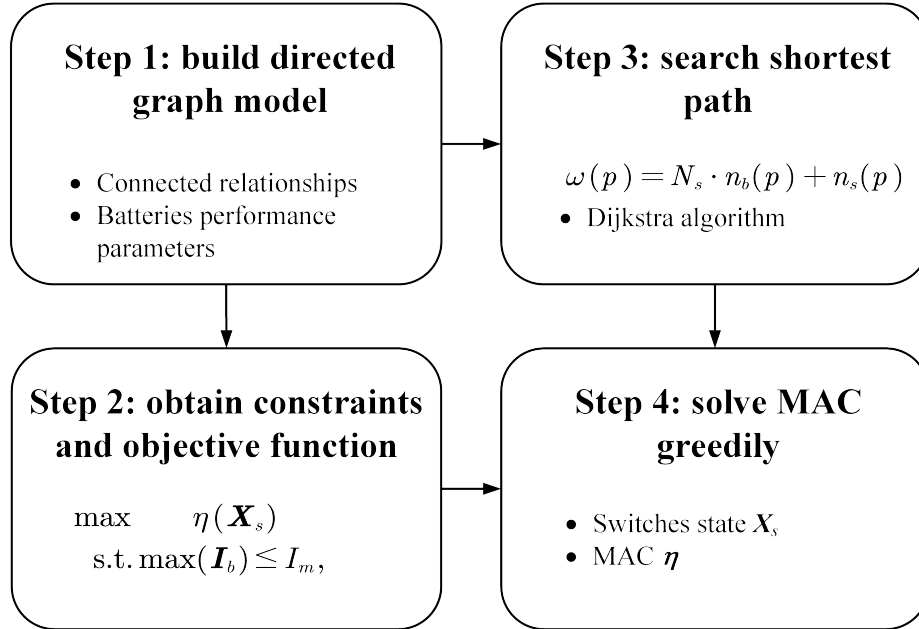 Step 1: build directed
graph model
• Connected relationships
• Batteries performance
parameters
Step 3: search shortest
path
ω(p) = N_s · n_b(p) + n_s(p)
• Dijkstra algorithm
Step 2: obtain constraints
and objective function
max η(X_s)
s.t. max(I_b) ≤ I_m,
Step 4: solve MAC
greedily
• Switches state X_s
• MAC η